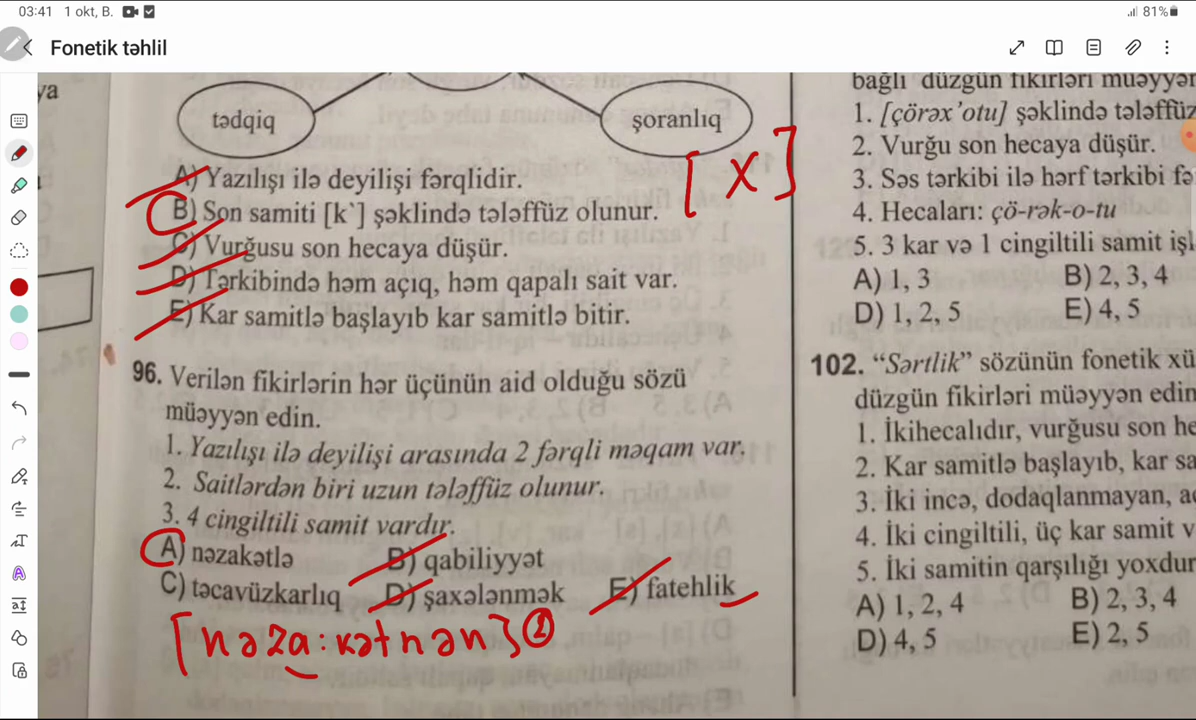 03:41 1 okt, B. 81%
Fonetik təhlil
ya
tədqiq
şoranlıq
A) Yazılışı ilə deyilişi fərqlidir.
B) Son samiti [k`] şəklində tələffüz olunur.
[x]
C) Vurğusu son hecaya düşür.
D) Tərkibində həm açıq, həm qapalı sait var.
E) Kar samitlə başlayıb kar samitlə bitir.
96. Verilən fikirlərin hər üçünün aid olduğu sözü
müəyyən edin.
1. Yazılışı ilə deyilişi arasında 2 fərqli məqam var.
2. Saitlərdən biri uzun tələffüz olunur.
3. 4 cingiltili samit vardır.
A) nəzakətlə B) qabiliyyət
C) təcavüzkarlıq D) şaxələnmək E) fatehlik
[nəza:kətnən] 2
bağlı düzgün fikirləri müəyyən
1. [çörəx’otu] şəklində tələffüz
2. Vurğu son hecaya düşür.
3. Səs tərkibi ilə hərf tərkibi fə
4. Hecaları: çö-rək-o-tu
5. 3 kar və 1 cingiltili samit işl
A) 1, 3 B) 2, 3, 4
D) 1, 2, 5 E) 4, 5
102. “Sərtlik” sözünün fonetik xü
düzgün fikirləri müəyyən edin
1. İkihecalıdır, vurğusu son he
2. Kar samitlə başlayıb, kar sa
3. İki incə, dodaqlanmayan, aç
4. İki cingiltili, üç kar samit v
5. İki samitin qarşılığı yoxdur
A) 1, 2, 4 B) 2, 3, 4
D) 4, 5 E) 2, 5